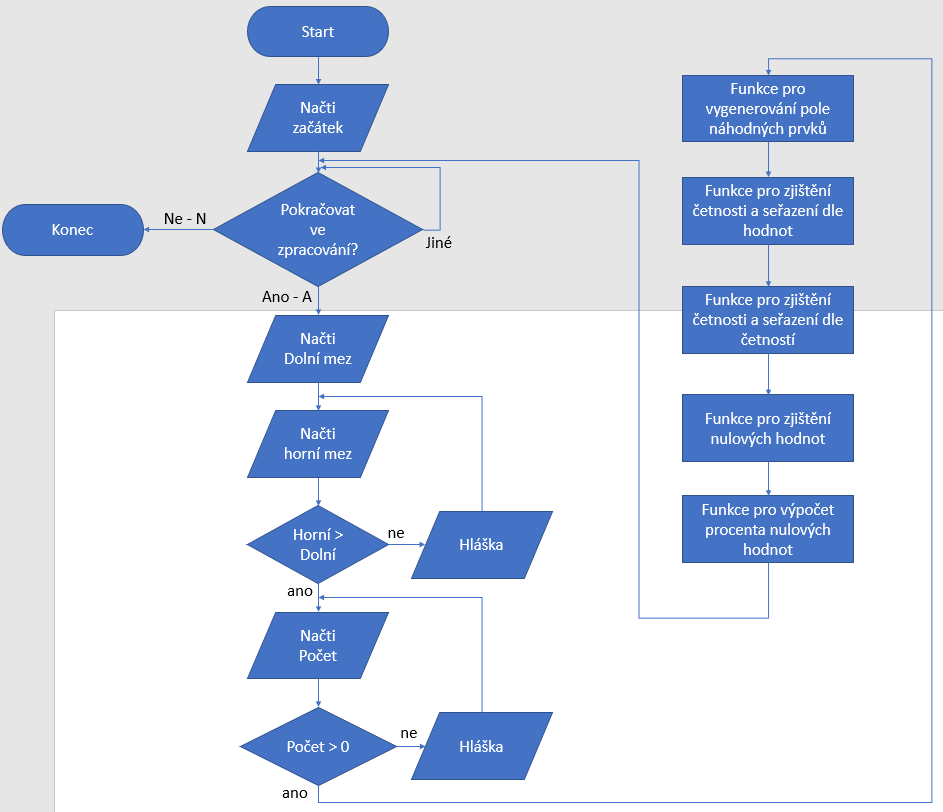 Start
Načti
začátek
Pokračovat
ve
zpracování?
Ne - N
Konec
Jiné
Ano - A
Načti
Dolní mez
Načti
horní mez
Horní >
Dolní
ne
Hláška
ano
Načti
Počet
Počet > 0
ne
Hláška
ano
Funkce pro
vygenerování pole
náhodných prvků
Funkce pro zjištění
četnosti a seřazení dle
hodnot
Funkce pro zjištění
četnosti a seřazení dle
četností
Funkce pro zjištění
nulových hodnot
Funkce pro výpočet
procenta nulových
hodnot